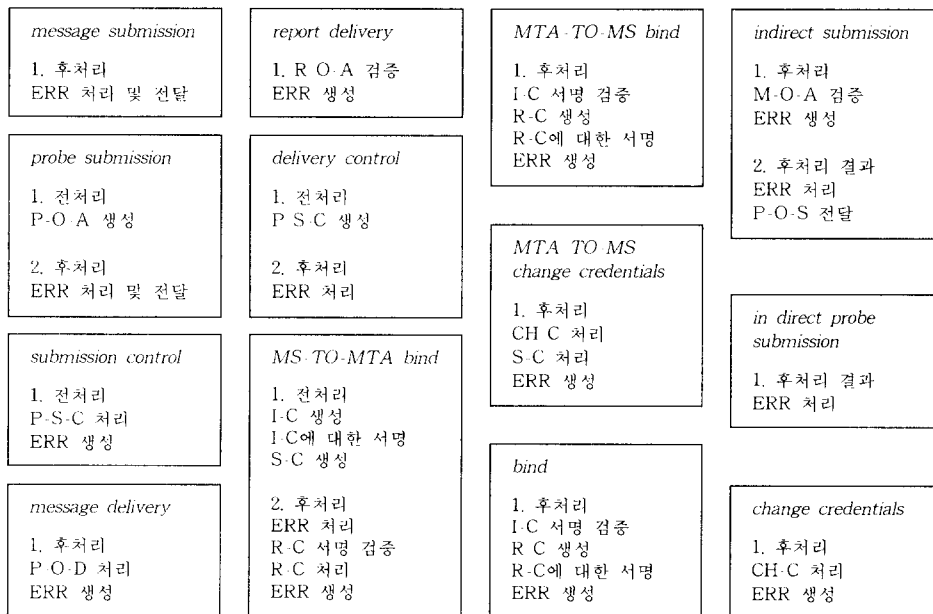 message submission
1. 후처리
ERR 처리 및 전달
probe submission
1. 전처리
P-O-A 생성
2. 후처리
ERR 처리 및 전달
submission control
1. 전처리
P-S-C 처리
ERR 생성
message delivery
1. 후처리
P-O-D 처리
ERR 생성
report delivery
1. R O-A 검증
ERR 생성
delivery control
1. 전처리
P S-C 생성
2. 후처리
ERR 처리
MS-TO-MTA bind
1. 전처리
I-C 생성
I-C에 대한 서명
S-C 생성
2. 후처리
ERR 처리
R-C 서명 검증
R-C 처리
ERR 생성
MTA-TO-MS bind
1. 후처리
I-C 서명 검증
R-C 생성
R-C에 대한 서명
ERR 생성
MTA TO MS
change credentials
1. 후처리
CH C 처리
S-C 처리
ERR 생성
bind
1. 후처리
I-C 서명 검증
R C 생성
R-C에 대한 서명
ERR 생성
indirect submission
1. 후처리
M-O-A 검증
ERR 생성
2. 후처리 결과
ERR 처리
P-O-S 전달
in direct probe
submission
1. 후처리 결과
ERR 처리
change credentials
1. 후처리
CH-C 처리
ERR 생성